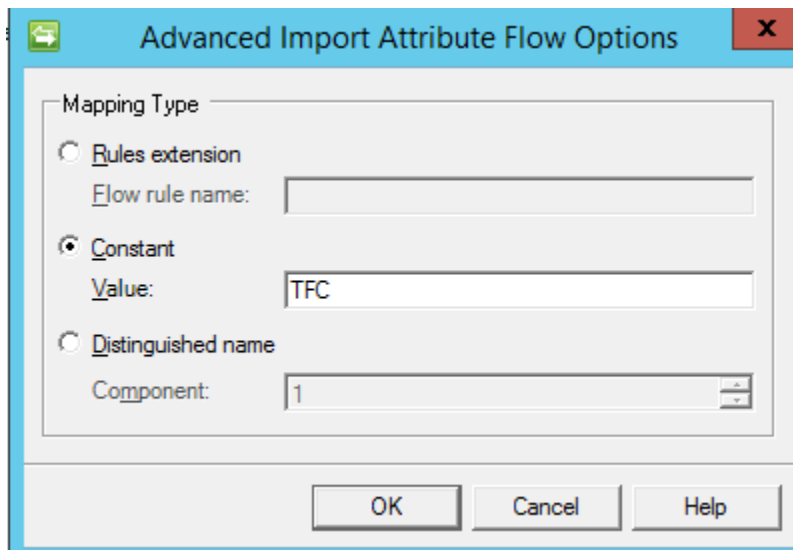 Advanced Import Attribute Flow Options
x
Mapping Type
Rules extension
Flow rule name:
Constant
Value: TFC
Distinguished name
Component: 1
OK Cancel Help